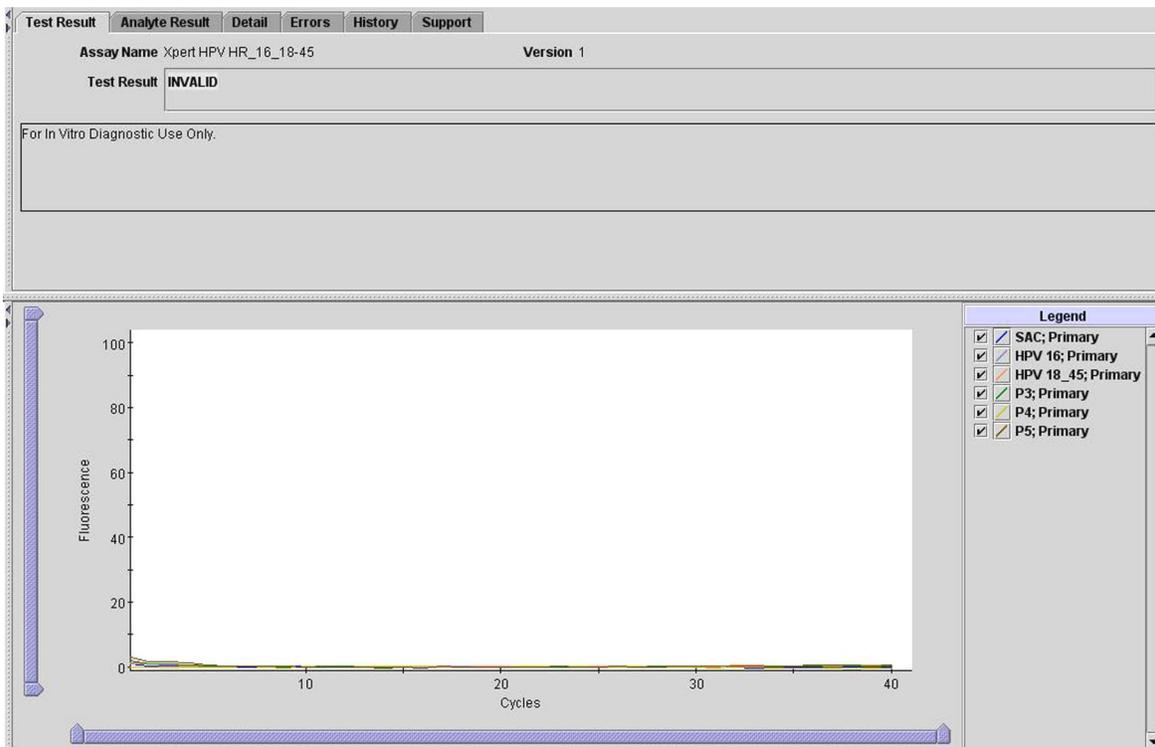 Test Result Analyte Result Detail Errors History Support
Assay Name Xpert HPV HR_16_18-45 Version 1
Test Result INVALID
For In Vitro Diagnostic Use Only.
Legend
SAC; Primary
HPV 16; Primary
HPV 18_45; Primary
P3; Primary
P4; Primary
P5; Primary
Fluorescence
100
80
60
40
20
0
10 20 30 40
Cycles